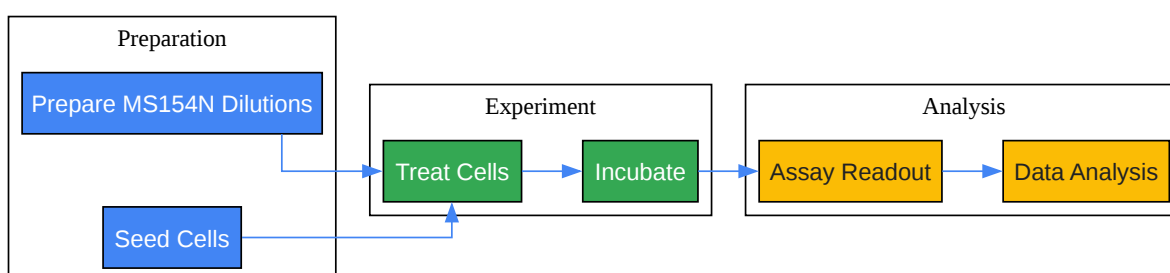 Preparation
Prepare MS154N Dilutions
Seed Cells
Experiment
Treat Cells
Incubate
Analysis
Assay Readout
Data Analysis